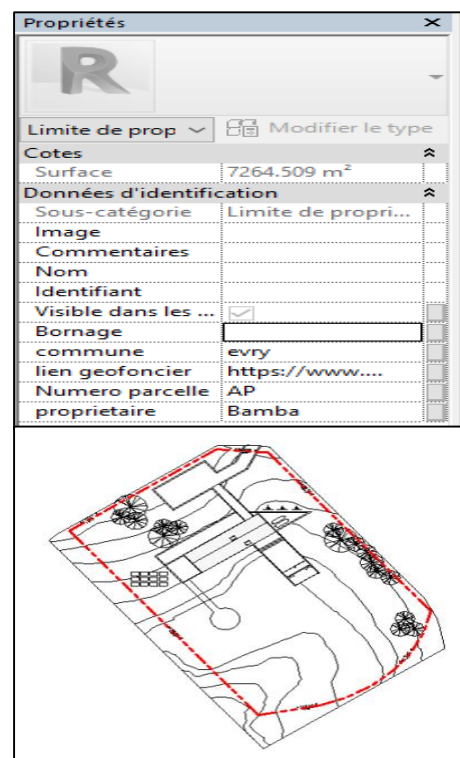 Propriétés
R
Limite de prop Modifier le type
Cotes
Surface 7264.509 m²
Données d'identification
Sous-catégorie Limite de propri...
Image
Commentaires
Nom
Identifiant
Visible dans les ...
Bornage
commune evry
lien geofoncier https://www....
Numero parcelle AP
proprietaire Bamba